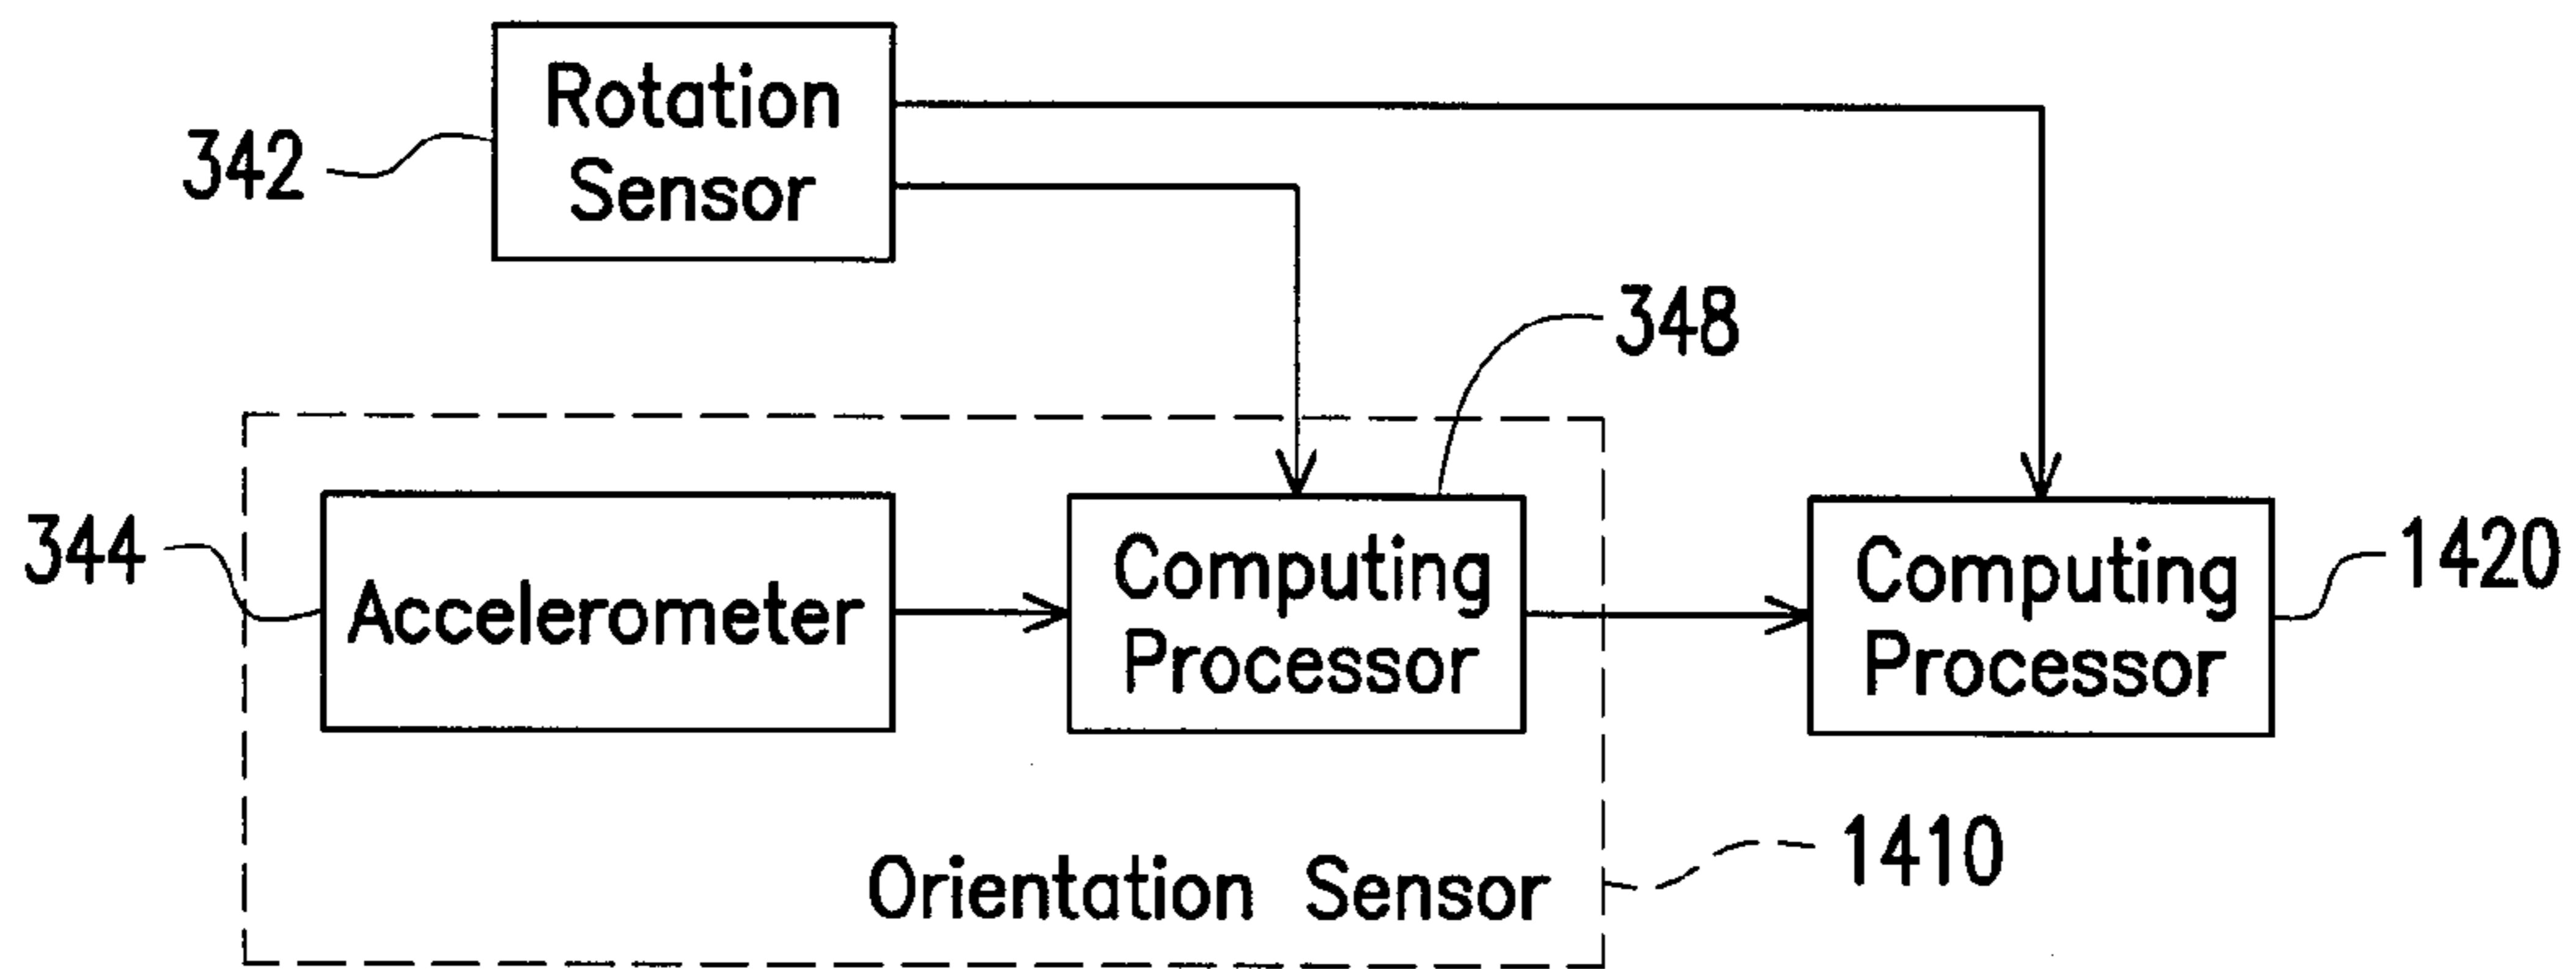 Rotation
Sensor
342
348
344
Accelerometer
Computing
Processor
Computing
Processor
1420
Orientation Sensor
1410